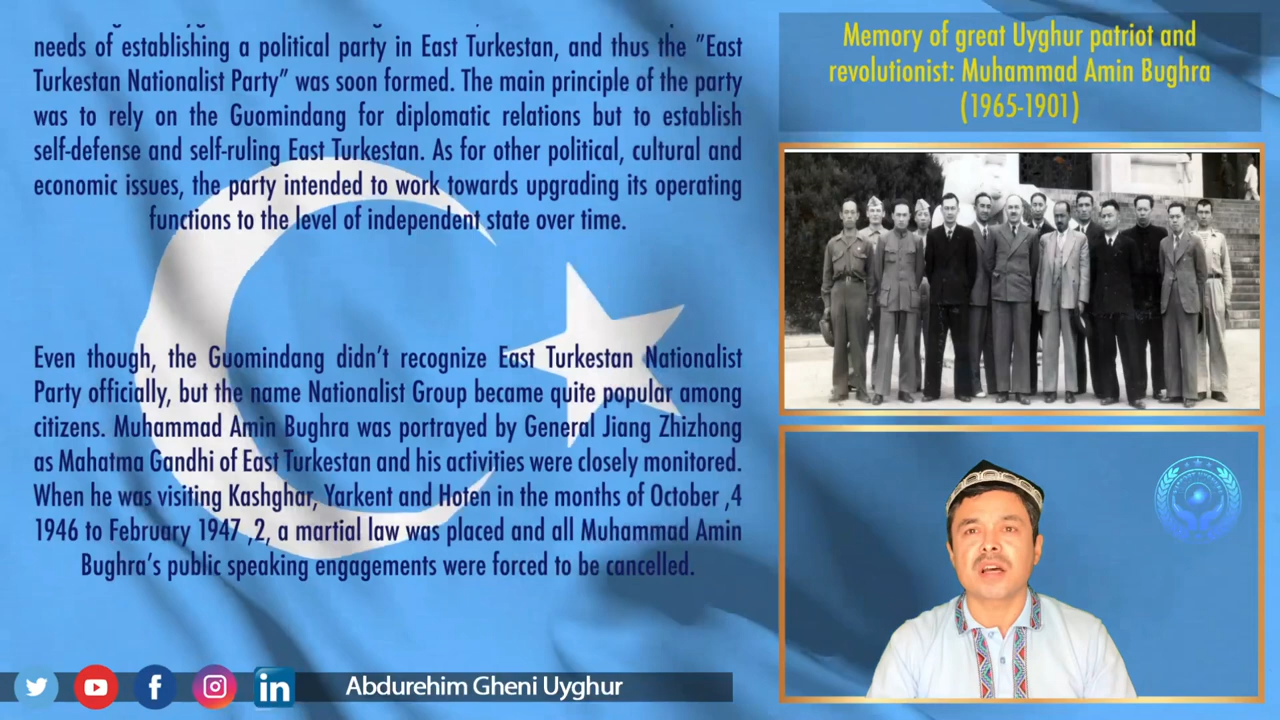 needs of establishing a political party in East Turkestan, and thus the "East
Turkestan Nationalist Party" was soon formed. The main principle of the party
was to rely on the Guomindang for diplomatic relations but to establish
self-defense and self-ruling East Turkestan. As for other political, cultural and
economic issues, the party intended to work towards upgrading its operating
functions to the level of independent state over time.
Even though, the Guomindang didn't recognize East Turkestan Nationalist
Party officially, but the name Nationalist Group became quite popular among
citizens. Muhammad Amin Bughra was portrayed by General Jiang Zhizhong
as Mahatma Gandhi of East Turkestan and his activities were closely monitored.
When he was visiting Kashghar, Yarkent and Hoten in the months of October ,4
1946 to February 1947 ,2, a martial law was placed and all Muhammad Amin
Bughra's public speaking engagements were forced to be cancelled.
Memory of great Uyghur patriot and
revolutionist: Muhammad Amin Bughra
(1965-1901)
Abdurehim Gheni Uyghur